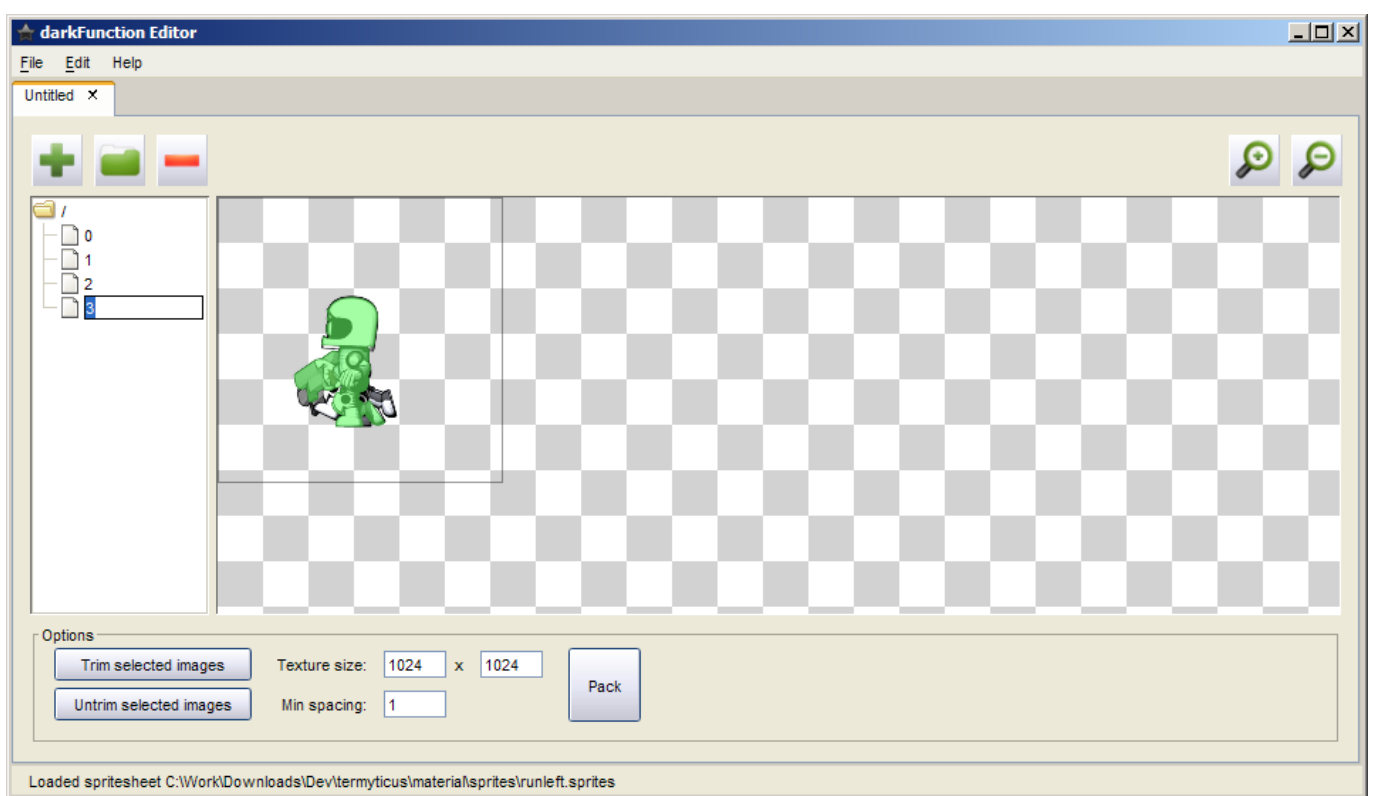 darkFunction Editor
File Edit Help
Untitled
/
0
1
2
3
Options
Trim selected images Texture size: 1024 x 1024
Pack
Untrim selected images Min spacing: 1
Loaded spritesheet C:\Work\Downloads\Dev\termyticus\material\sprites\runleft.sprites